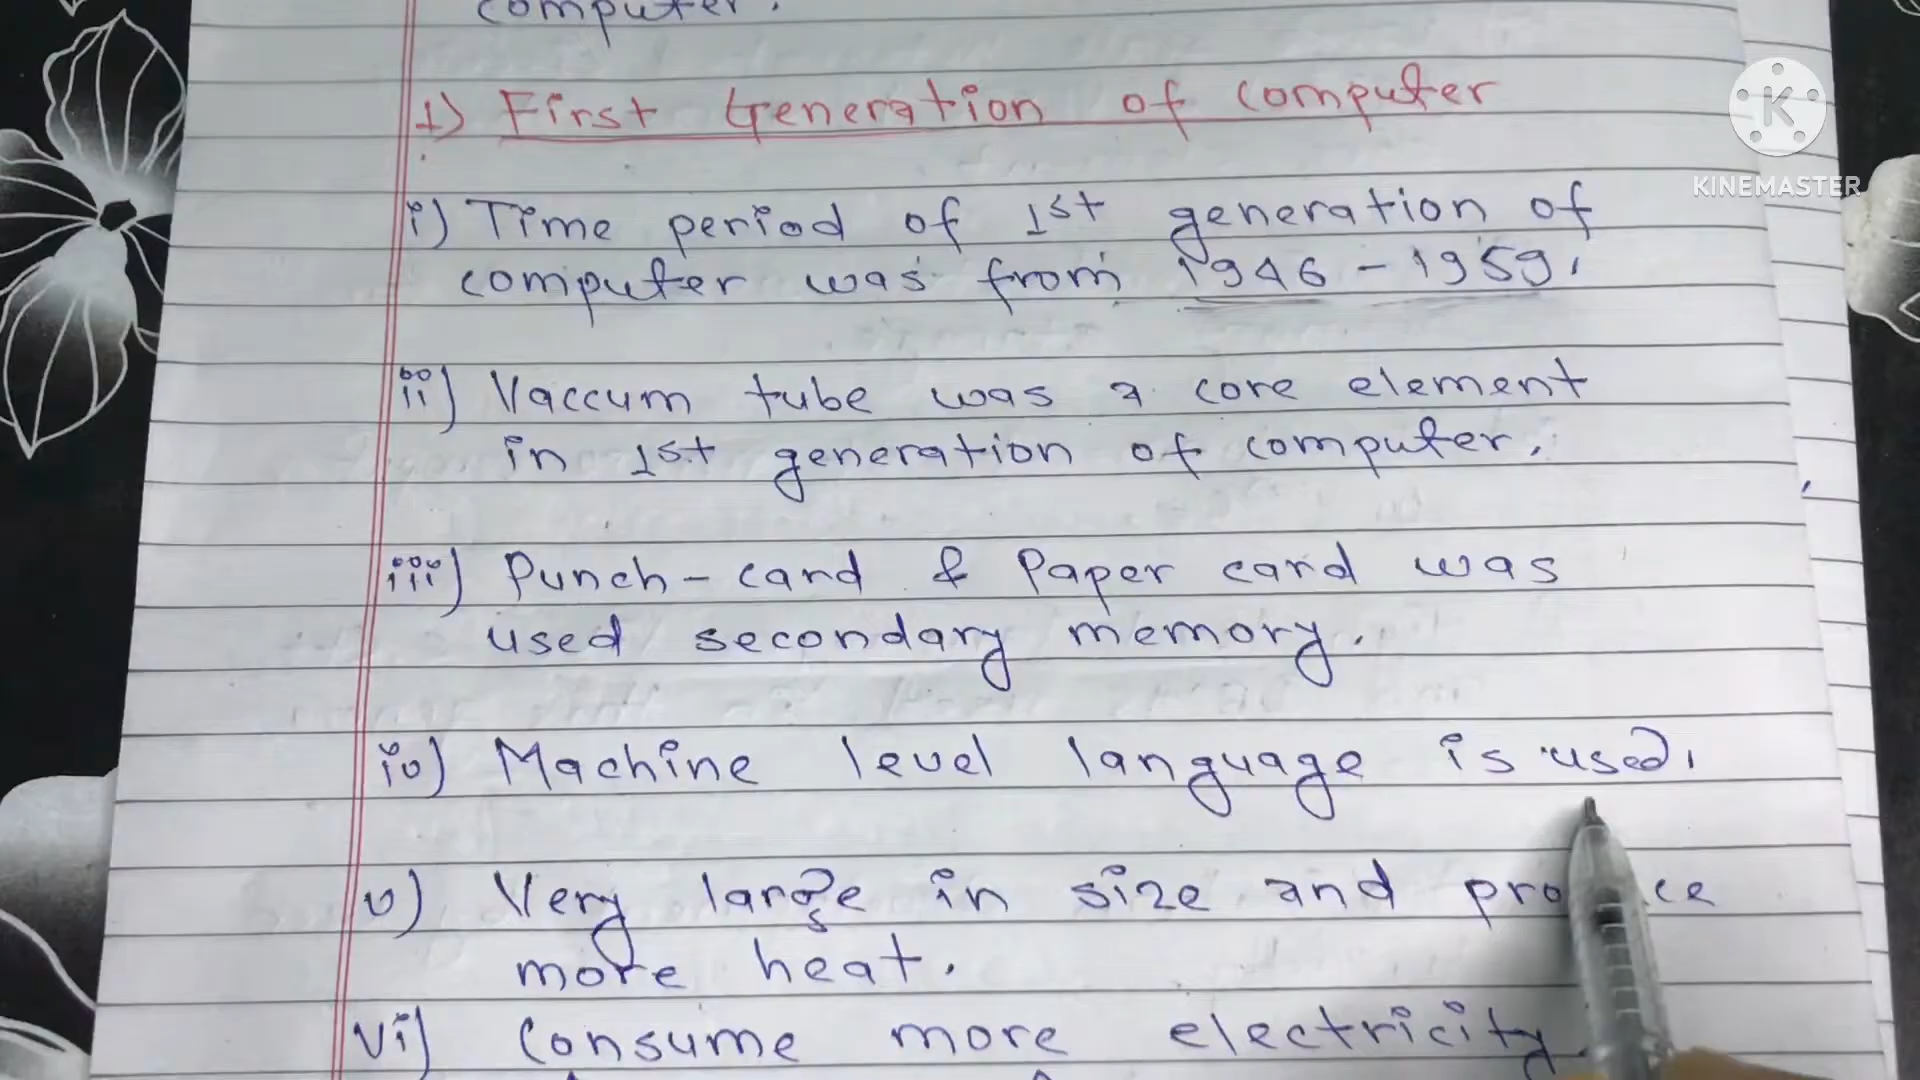 computer.
1) First Generation of computer
i) Time period of 1st generation of
computer was from 1946 - 1959.
ii) Vaccum tube was a core element
in 1st generation of computer.
iii) Punch-card & Paper card was
used secondary memory.
iv) Machine level language is used.
v) Very large in size and
more heat.
vi) Consume more electricity
KINEMASTER